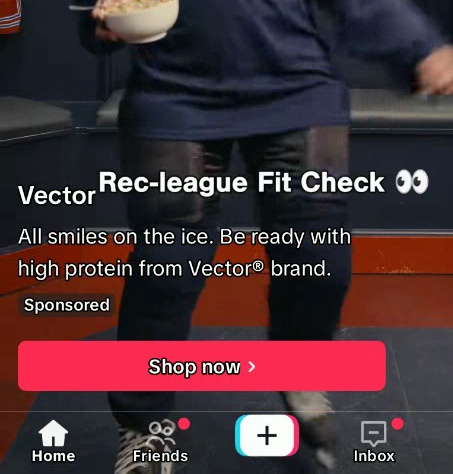 Rec-league Fit Check 👀
Vector
All smiles on the ice. Be ready with
high protein from Vector® brand.
Sponsored
Shop now >
Home
Friends
Inbox